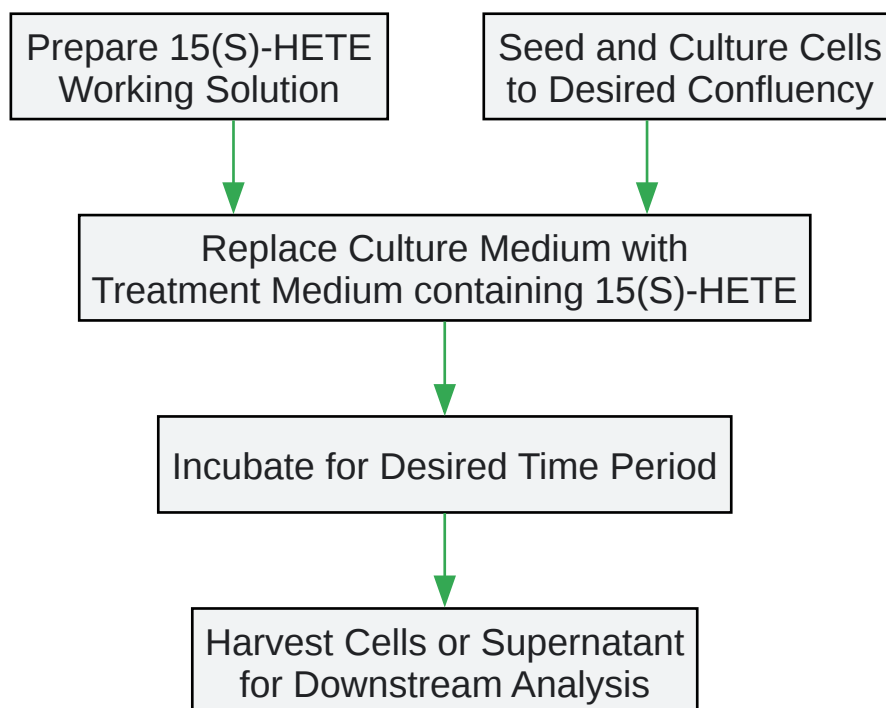 Prepare 15(S)-HETE
Working Solution
Seed and Culture Cells
to Desired Confluency
Replace Culture Medium with
Treatment Medium containing 15(S)-HETE
Incubate for Desired Time Period
Harvest Cells or Supernatant
for Downstream Analysis